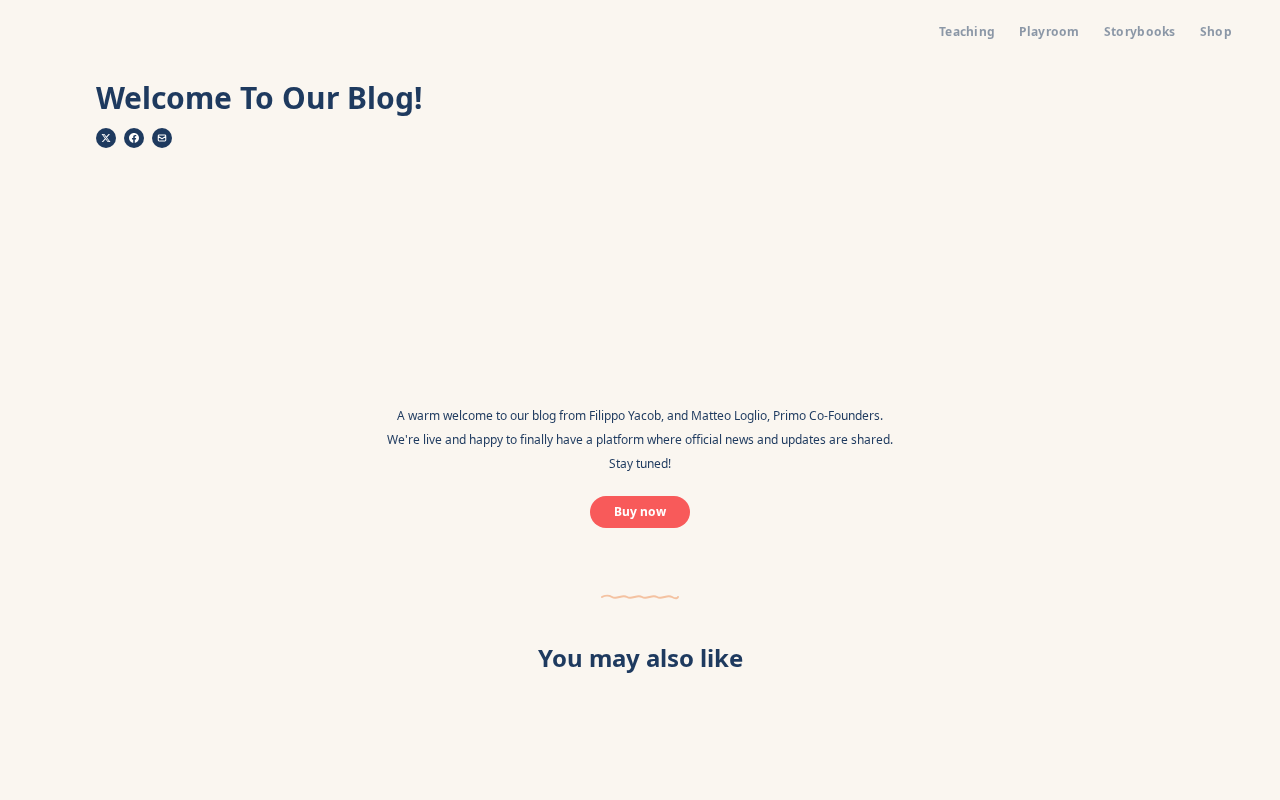 Teaching Playroom Storybooks Shop
Welcome To Our Blog!
A warm welcome to our blog from Filippo Yacob, and Matteo Loglio, Primo Co-Founders.
We're live and happy to finally have a platform where official news and updates are shared.
Stay tuned!
Buy now
You may also like